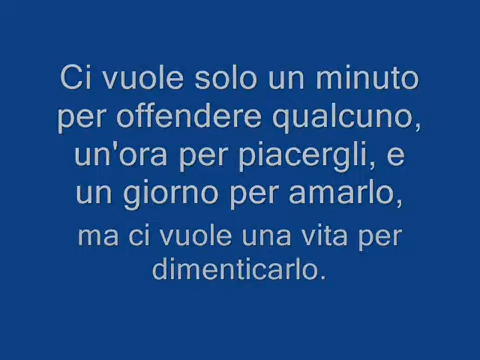 Ci vuole solo un minuto
per offendere qualcuno,
un'ora per piacergli, e
un giorno per amarlo,
ma ci vuole una vita per
dimenticarlo.